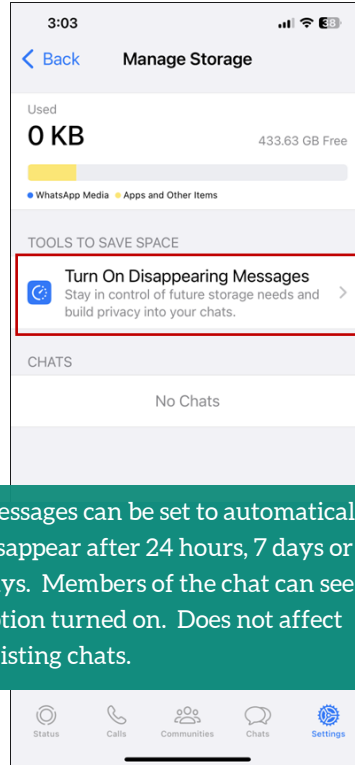 3:03
38
Back Manage Storage
Used
0 KB 433.63 GB Free
WhatsApp Media Apps and Other Items
TOOLS TO SAVE SPACE
Turn On Disappearing Messages
Stay in control of future storage needs and
build privacy into your chats.
CHATS
No Chats
essages can be set to automatical
sappear after 24 hours, 7 days or
ys. Members of the chat can see
tion turned on. Does not affect
isting chats.
Status Calls Communities Chats Settings